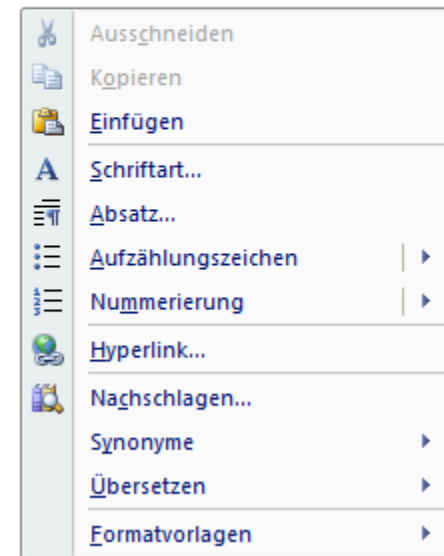 Ausschneiden
Kopieren
Einfügen
Schriftart...
Absatz...
Aufzählungszeichen
Nummerierung
Hyperlink...
Nachschlagen...
Synonyme
Übersetzen
Formatvorlagen